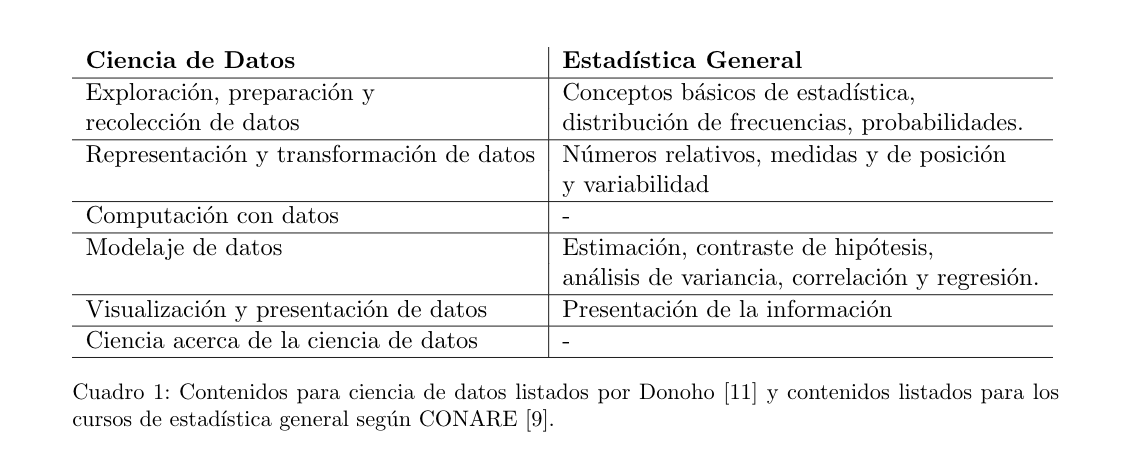 Ciencia de Datos Estadística General
Exploración, preparación y Conceptos básicos de estadística,
recolección de datos distribución de frecuencias, probabilidades.
Representación y transformación de datos Números relativos, medidas y de posición
y variabilidad
Computación con datos -
Modelaje de datos Estimación, contraste de hipótesis,
análisis de variancia, correlación y regresión.
Visualización y presentación de datos Presentación de la información
Ciencia acerca de la ciencia de datos -
Cuadro 1: Contenidos para ciencia de datos listados por Donoho [11] y contenidos listados para los
cursos de estadística general según CONARE [9].